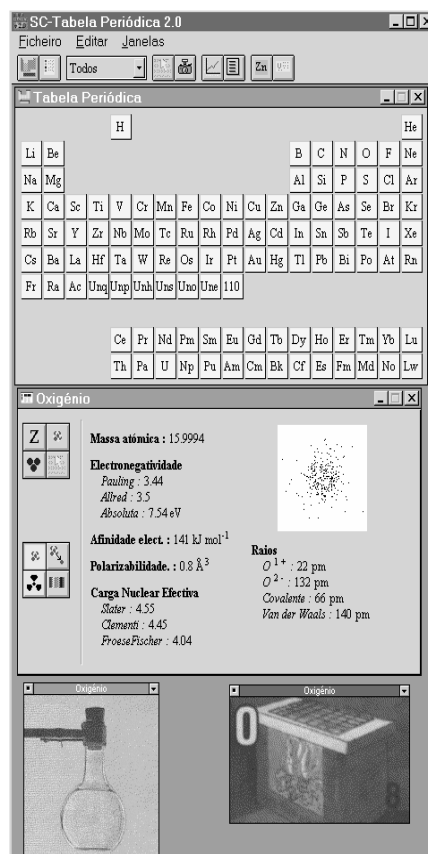 SC-Tabela Periódica 2.0
Ficheiro Editar Janelas
Todos Zn
Tabela Periódica
H He
Li Be B C N O F Ne
Na Mg Al Si P S Cl Ar
K Ca Sc Ti V Cr Mn Fe Co Ni Cu Zn Ga Ge As Se Br Kr
Rb Sr Y Zr Nb Mo Tc Ru Rh Pd Ag Cd In Sn Sb Te I Xe
Cs Ba La Hf Ta W Re Os Ir Pt Au Hg Tl Pb Bi Po At Rn
Fr Ra Ac Unq Unp Unh Uns Uno Une 110
Ce Pr Nd Pm Sm Eu Gd Tb Dy Ho Er Tm Yb Lu
Th Pa U Np Pu Am Cm Bk Cf Es Fm Md No Lw
Oxigénio
Z
Massa atómica : 15.9994
Electronegatividade
Pauling : 3.44
Allred : 3.5
Absoluta : 7.54 eV
Afinidade elect. : 141 kJ mol⁻¹
Polarizabilidade. : 0.8 Å³
Carga Nuclear Efectiva
Slater : 4.55
Clementi : 4.45
FroeseFischer : 4.04
Raios
O ¹⁺ : 22 pm
O ²⁻ : 132 pm
Covalente : 66 pm
Van der Waals : 140 pm
Oxigénio
Oxigénio
O
8